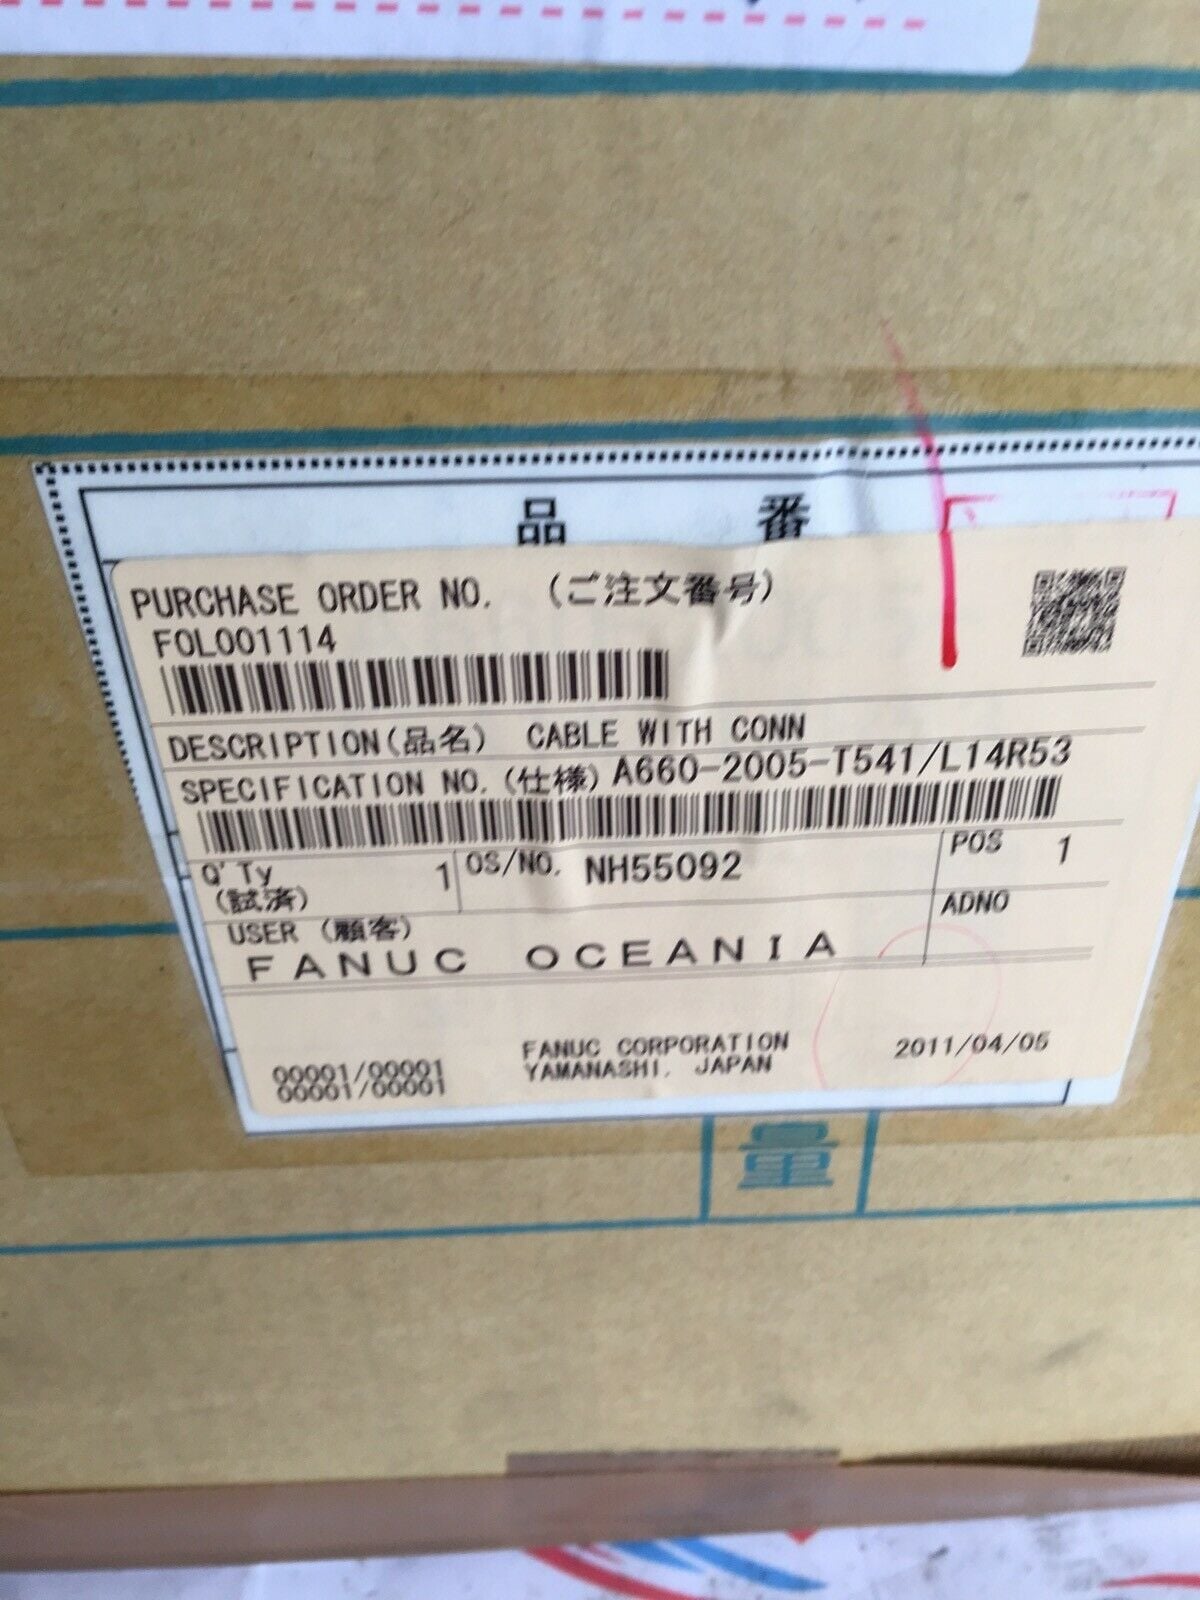 品 番
PURCHASE ORDER NO. (ご注文番号)
FOL001114
DESCRIPTION(品名) CABLE WITH CONN
SPECIFICATION NO.(仕様) A660-2005-T541/L14R53
Q'Ty 1 OS/NO. NH55092 POS 1
(試済) ADNO
USER (顧客)
FANUC OCEANIA
FANUC CORPORATION 2011/04/05
00001/00001 YAMANASHI, JAPAN
00001/00001
量